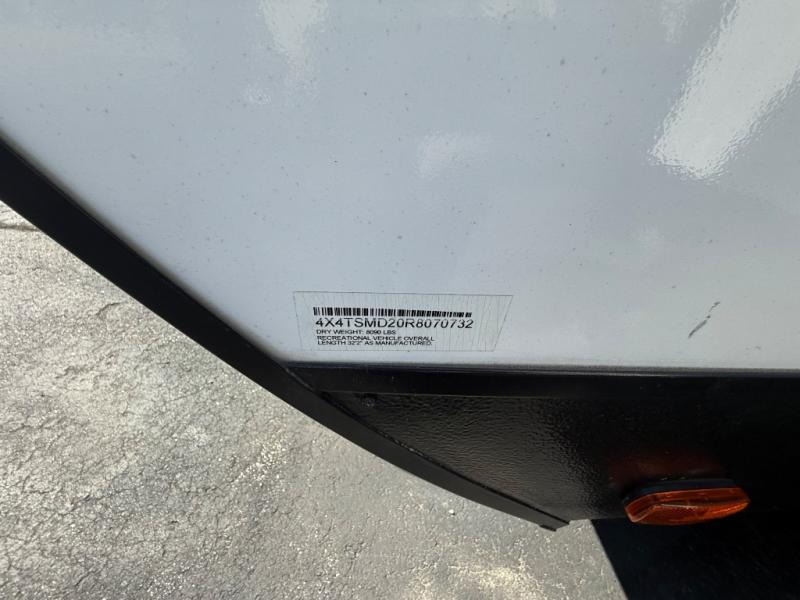 4X4TSMD20R8070732
DRY WEIGHT: 8090 LBS
RECREATIONAL VEHICLE OVERALL
LENGTH 32'2" AS MANUFACTURED.